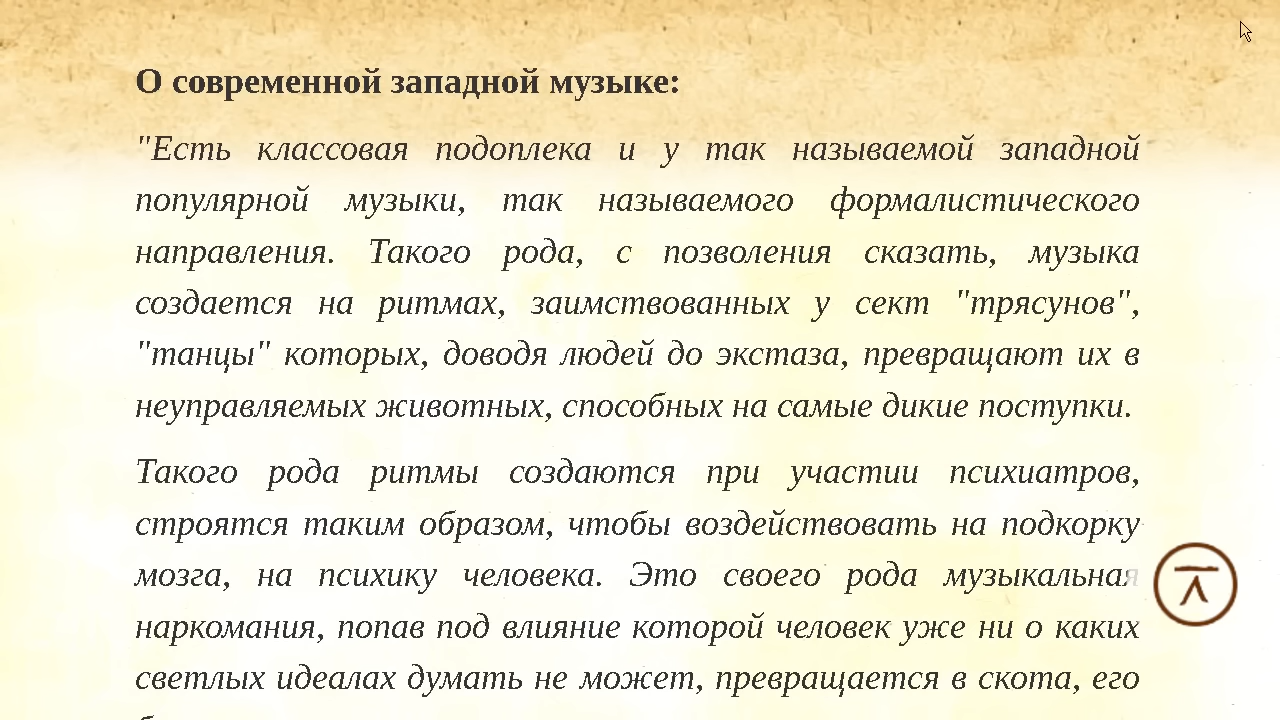 О современной западной музыке:
"Есть классовая подоплека и у так называемой западной
популярной музыки, так называемого формалистического
направления. Такого рода, с позволения сказать, музыка
создается на ритмах, заимствованных у сект "трясунов",
"танцы" которых, доводя людей до экстаза, превращают их в
неуправляемых животных, способных на самые дикие поступки.
Такого рода ритмы создаются при участии психиатров,
строятся таким образом, чтобы воздействовать на подкорку
мозга, на психику человека. Это своего рода музыкальная
наркомания, попав под влияние которой человек уже ни о каких
светлых идеалах думать не может, превращается в скота, его